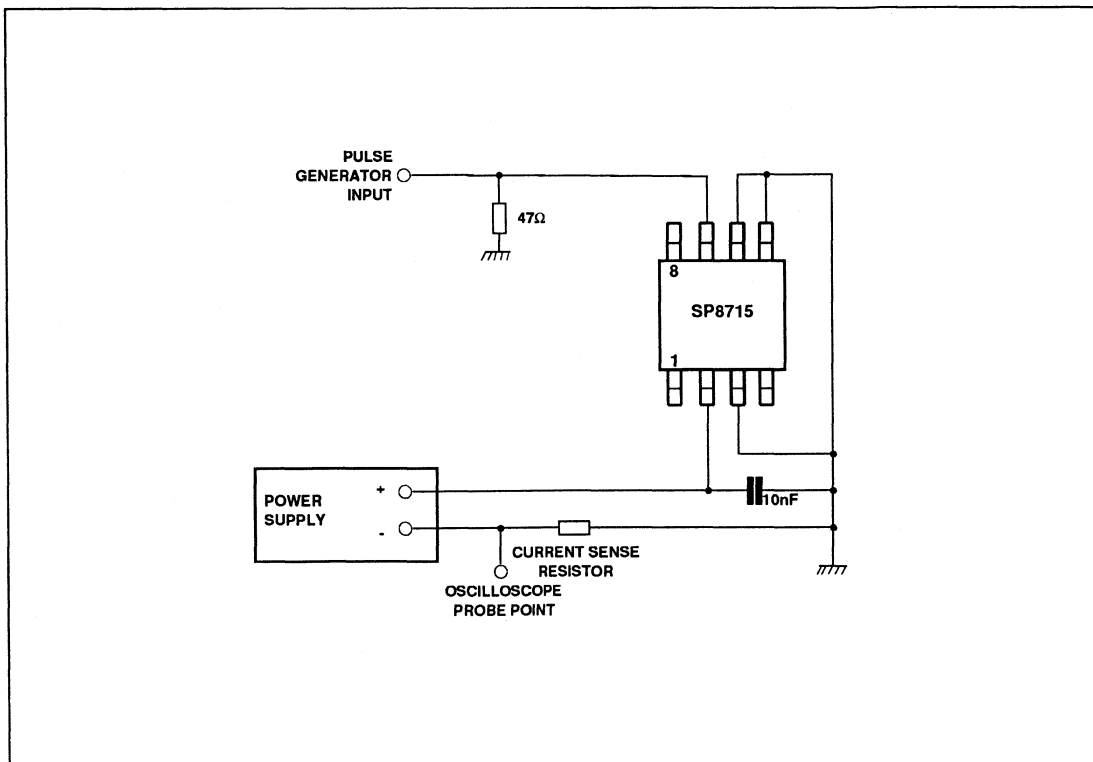 PULSE
GENERATOR
INPUT
47Ω
8
SP8715
1
POWER
SUPPLY
+
-
10nF
CURRENT SENSE
RESISTOR
OSCILLOSCOPE
PROBE POINT